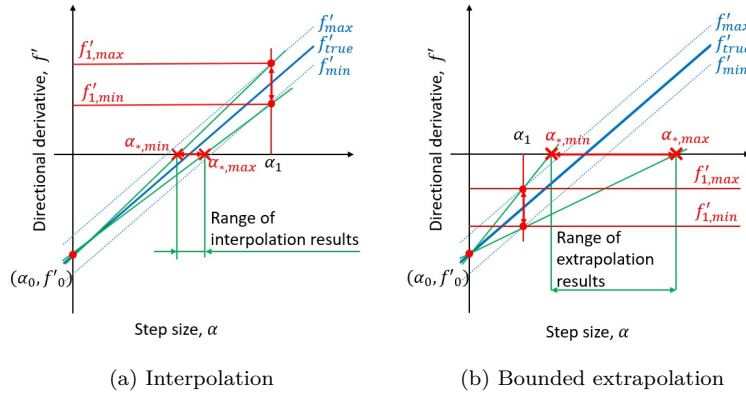 Directional derivative, f′
f′max
f′true
f′min
f′1,max
f′1,min
α*,min
α*,max
α1
Range of
interpolation results
(α0, f′0)
Step size, α
(a) Interpolation
Directional derivative, f′
f′max
f′true
f′min
α1
α*,min
α*,max
f′1,max
f′1,min
Range of
extrapolation
results
(α0, f′0)
Step size, α
(b) Bounded extrapolation